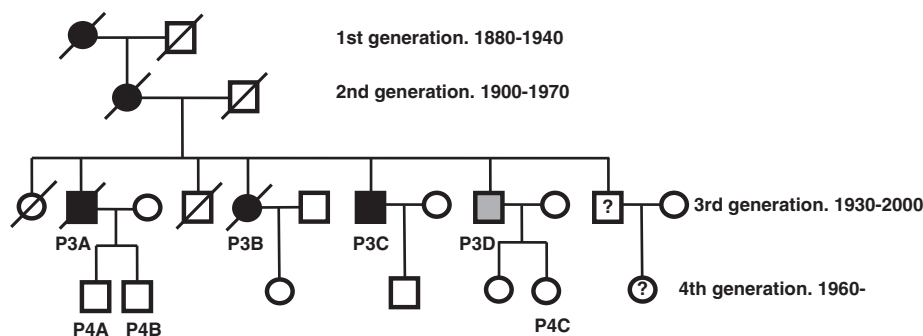 1st generation. 1880-1940
2nd generation. 1900-1970
? 3rd generation. 1930-2000
P3A P3B P3C P3D
? 4th generation. 1960-
P4A P4B P4C